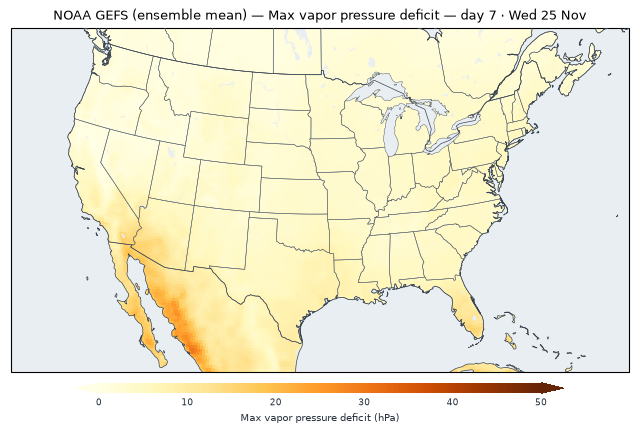 NOAA GEFS (ensemble mean) — Max vapor pressure deficit — day 7 · Wed 25 Nov
0 10 20 30 40 50
Max vapor pressure deficit (hPa)